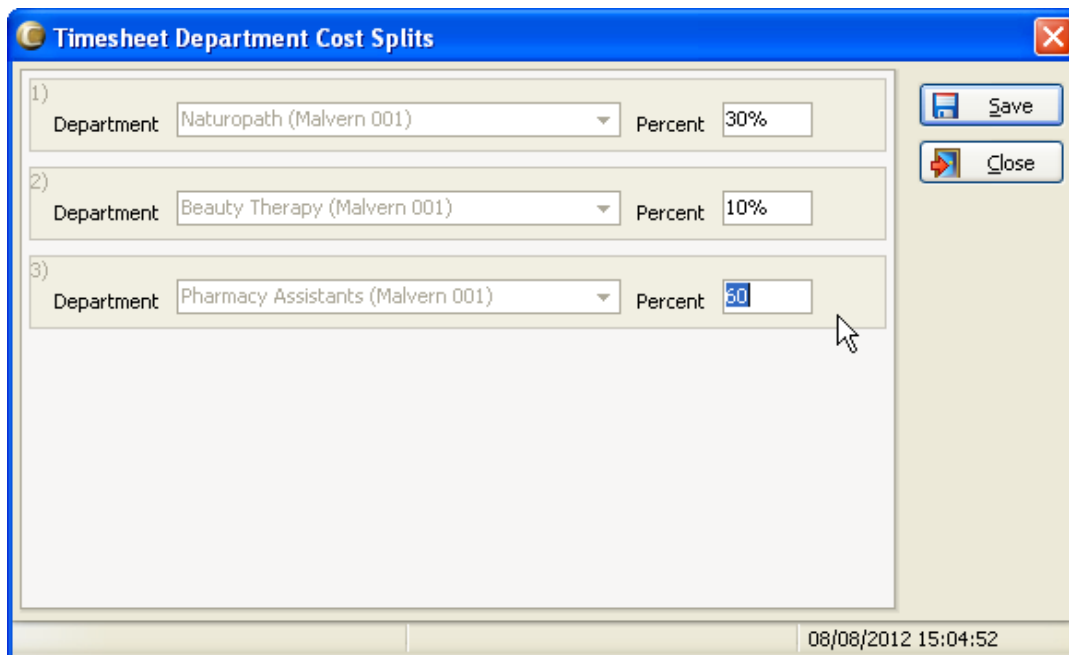 Timesheet Department Cost Splits
1)
Department Naturopath (Malvern 001) Percent 30%
Save
Close
2)
Department Beauty Therapy (Malvern 001) Percent 10%
3)
Department Pharmacy Assistants (Malvern 001) Percent 60
08/08/2012 15:04:52